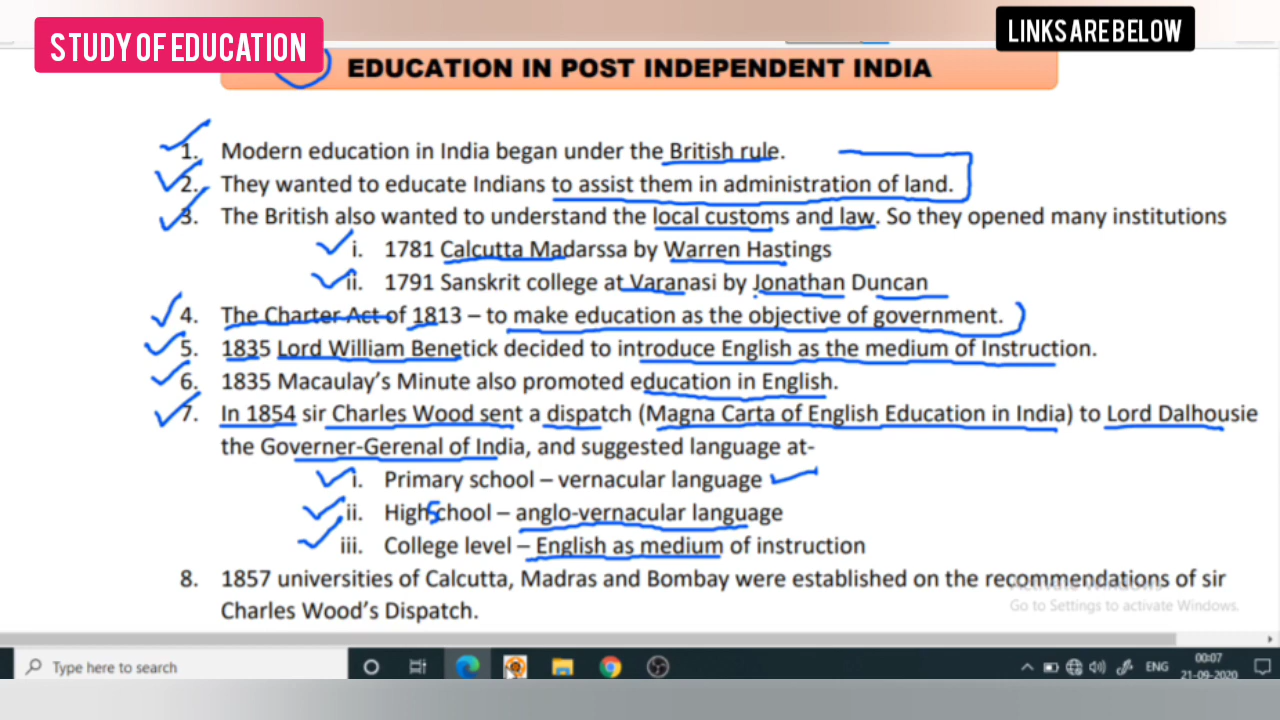 STUDY OF EDUCATION
LINKS ARE BELOW
EDUCATION IN POST INDEPENDENT INDIA
1. Modern education in India began under the British rule.
2. They wanted to educate Indians to assist them in administration of land.
3. The British also wanted to understand the local customs and law. So they opened many institutions
i. 1781 Calcutta Madarssa by Warren Hastings
ii. 1791 Sanskrit college at Varanasi by Jonathan Duncan
4. The Charter Act of 1813 – to make education as the objective of government.
5. 1835 Lord William Benetick decided to introduce English as the medium of Instruction.
6. 1835 Macaulay's Minute also promoted education in English.
7. In 1854 sir Charles Wood sent a dispatch (Magna Carta of English Education in India) to Lord Dalhousie
the Governer-Gerenal of India, and suggested language at-
i. Primary school – vernacular language
ii. High school – anglo-vernacular language
iii. College level – English as medium of instruction
8. 1857 universities of Calcutta, Madras and Bombay were established on the recommendations of sir
Charles Wood's Dispatch.
Activate Windows
Go to Settings to activate Windows.
Type here to search
ENG
00:07
21-09-2020